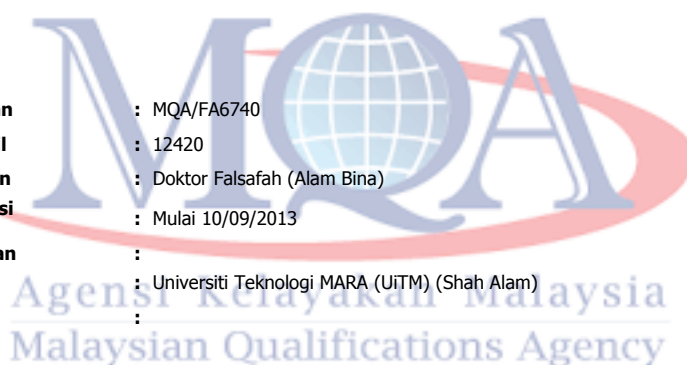 MQA
an : MQA/FA6740
l : 12420
n : Doktor Falsafah (Alam Bina)
si : Mulai 10/09/2013
an :
: Universiti Teknologi MARA (UiTM) (Shah Alam)
:
Agensi Kelayakan Malaysia
Malaysian Qualifications Agency